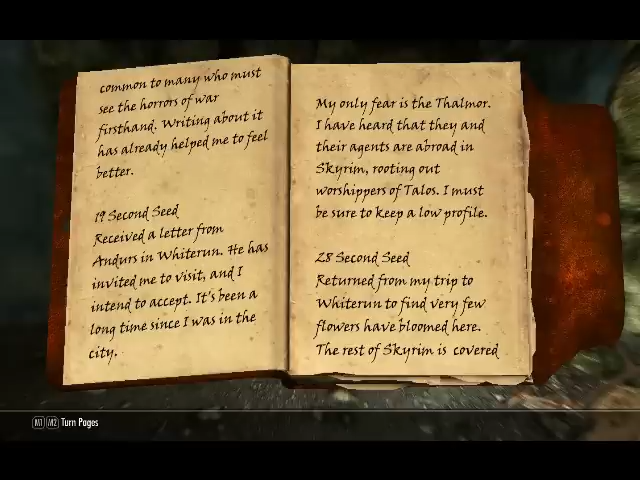 common to many who must
see the horrors of war
firsthand. Writing about it
has already helped me to feel
better.
19 Second Seed
Received a letter from
Andurs in Whiterun. He has
invited me to visit, and I
intend to accept. It's been a
long time since I was in the
city.
My only fear is the Thalmor.
I have heard that they and
their agents are abroad in
Skyrim, rooting out
worshippers of Talos. I must
be sure to keep a low profile.
28 Second Seed
Returned from my trip to
Whiterun to find very few
flowers have bloomed here.
The rest of Skyrim is covered
M1 M2 Turn Pages